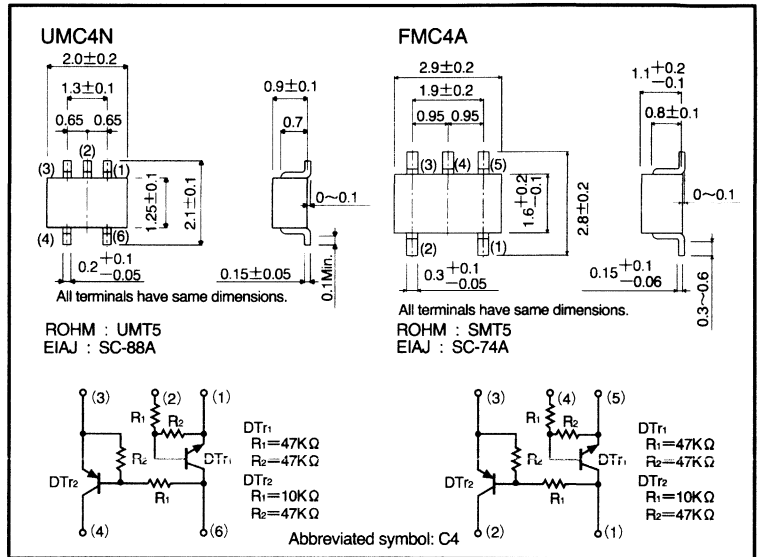 UMC4N
2.0±0.2
1.3±0.1
0.65 0.65
(3) (2) (1)
(4) (6)
1.25±0.1
2.1±0.1
0.2 +0.1 −0.05
0.9±0.1
0.7
0~0.1
0.15±0.05
0.1Min.
All terminals have same dimensions.
ROHM : UMT5
EIAJ : SC-88A
FMC4A
2.9±0.2
1.9±0.2
0.95 0.95
(3) (4) (5)
(2) (1)
1.6 +0.2 −0.1
2.8±0.2
0.3 +0.1 −0.05
1.1 +0.2 −0.1
0.8±0.1
0~0.1
0.15 +0.1 −0.06
0.3~0.6
All terminals have same dimensions.
ROHM : SMT5
EIAJ : SC-74A
(3) (2) (1)
R1 R2
R2 DTr1
DTr2 R1
(4) (6)
DTr1
R1=47KΩ
R2=47KΩ
DTr2
R1=10KΩ
R2=47KΩ
(3) (4) (5)
R1 R2
R2 DTr1
DTr2 R1
(2) (1)
DTr1
R1=47KΩ
R2=47KΩ
DTr2
R1=10KΩ
R2=47KΩ
Abbreviated symbol: C4